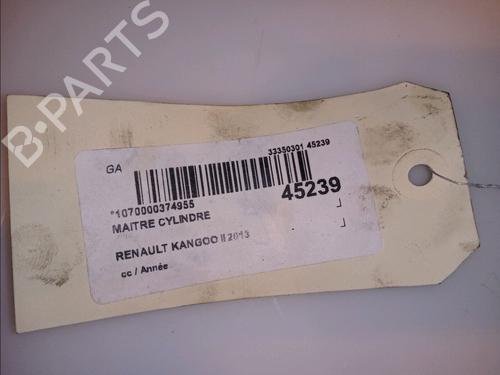 B-PARTS
GA
33350301 45239
*1070000374955
45239
MAITRE CYLINDRE
RENAULT KANGOO II 2013
cc / Année